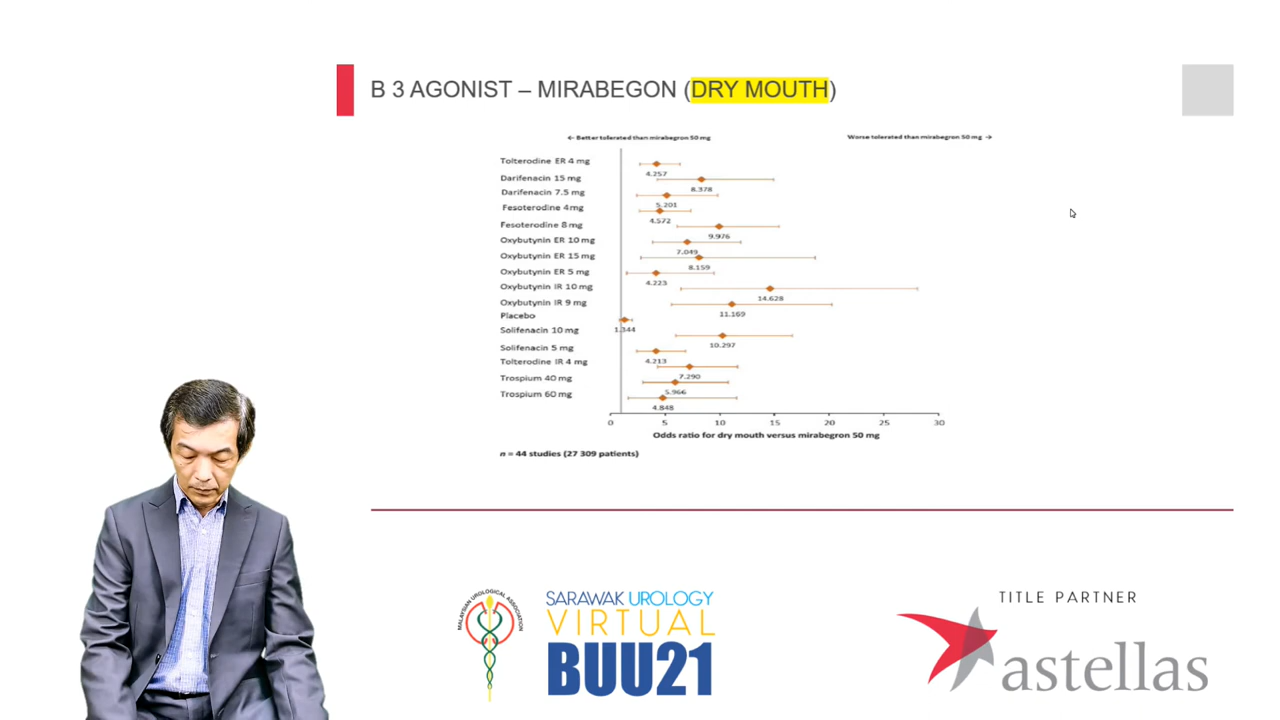 B 3 AGONIST – MIRABEGON (DRY MOUTH)
← Better tolerated than mirabegron 50 mg
Worse tolerated than mirabegron 50 mg →
Tolterodine ER 4 mg
4.257
Darifenacin 15 mg
8.378
Darifenacin 7.5 mg
5.201
Fesoterodine 4mg
4.572
Fesoterodine 8 mg
9.976
Oxybutynin ER 10 mg
7.049
Oxybutynin ER 15 mg
8.159
Oxybutynin ER 5 mg
4.223
Oxybutynin IR 10 mg
14.628
Oxybutynin IR 9 mg
11.169
Placebo
1.344
Solifenacin 10 mg
10.297
Solifenacin 5 mg
4.213
Tolterodine IR 4 mg
7.290
Trospium 40 mg
5.966
Trospium 60 mg
4.848
0 5 10 15 20 25 30
Odds ratio for dry mouth versus mirabegron 50 mg
n = 44 studies (27 309 patients)
MALAYSIAN UROLOGICAL ASSOCIATION
SARAWAK UROLOGY
VIRTUAL
BUU21
TITLE PARTNER
astellas